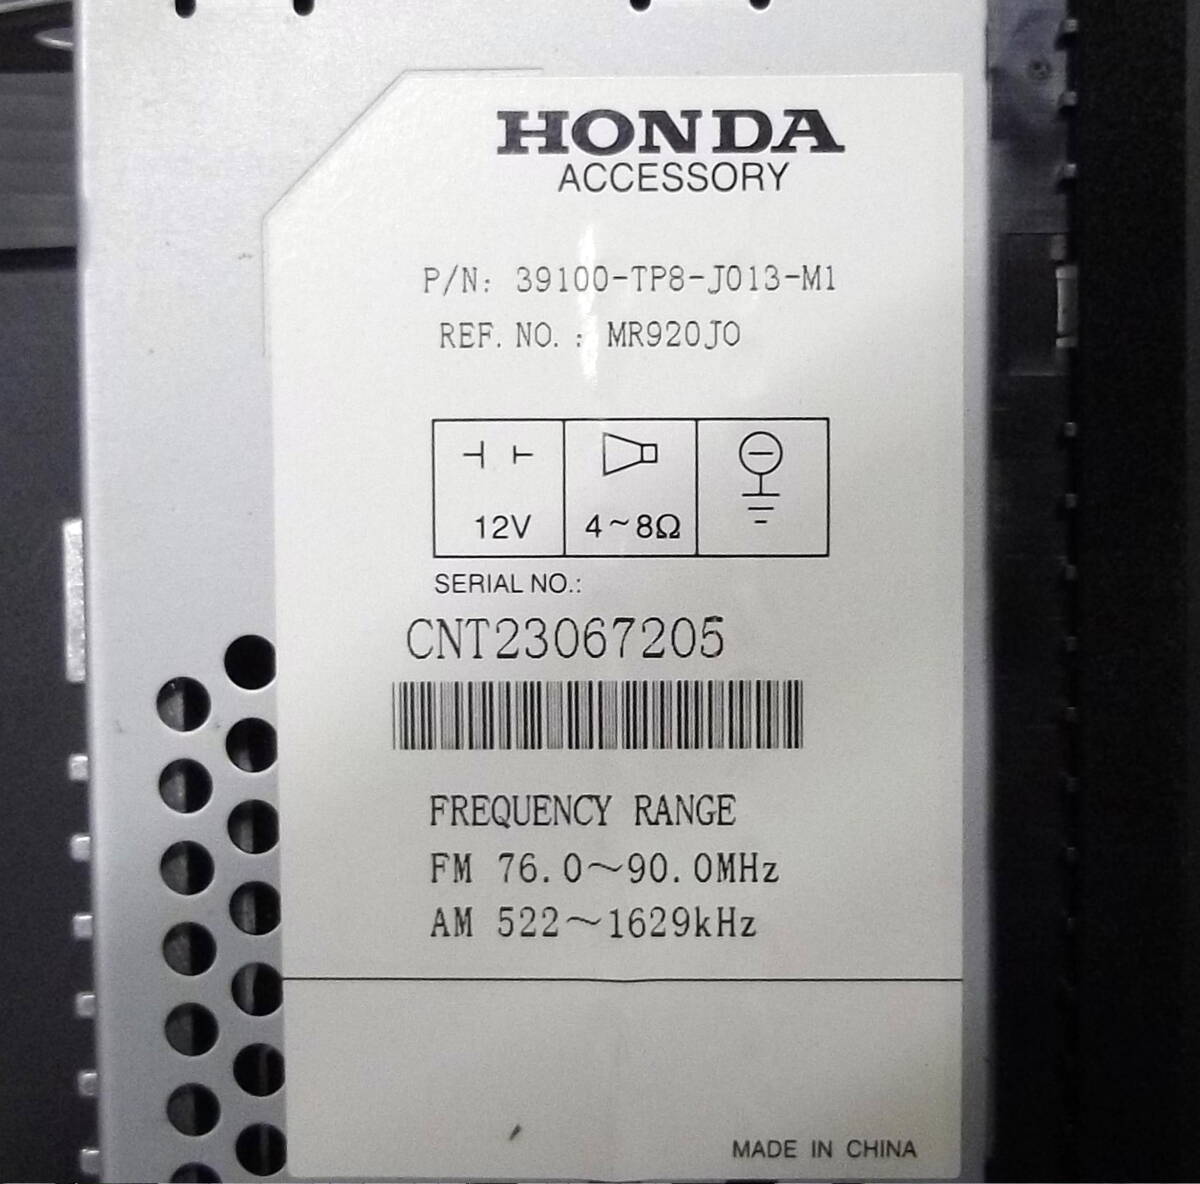 HONDA
ACCESSORY
P/N: 39100-TP8-J013-M1
REF. NO. : MR920J0
12V 4~8Ω
SERIAL NO.:
CNT23067205
FREQUENCY RANGE
FM 76.0~90.0MHz
AM 522~1629kHz
MADE IN CHINA